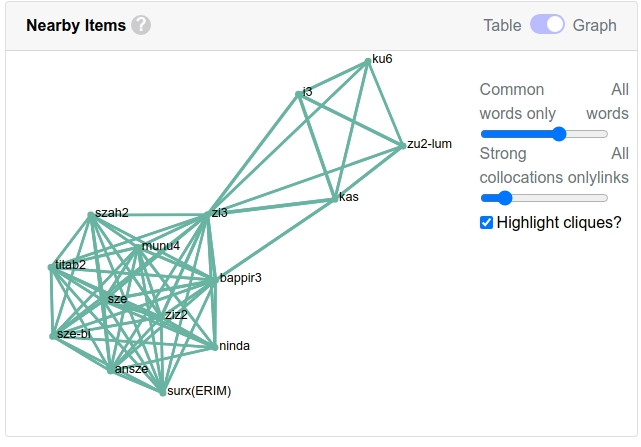 Nearby Items ?
Table Graph
ku6
i3
zu2-lum
kas
szah2
zi3
munu4
titab2
bappir3
sze
ziz2
sze-bi
ninda
ansze
surx(ERIM)
Common All
words only words
Strong All
collocations only links
Highlight cliques?